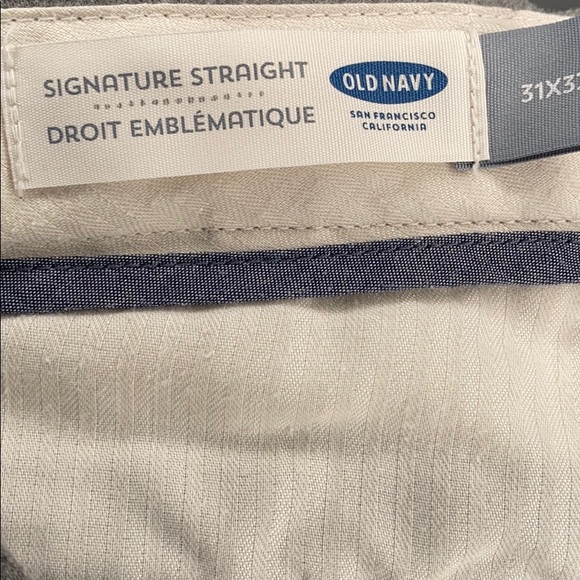 SIGNATURE STRAIGHT
DROIT EMBLÉMATIQUE
OLD NAVY
SAN FRANCISCO
CALIFORNIA